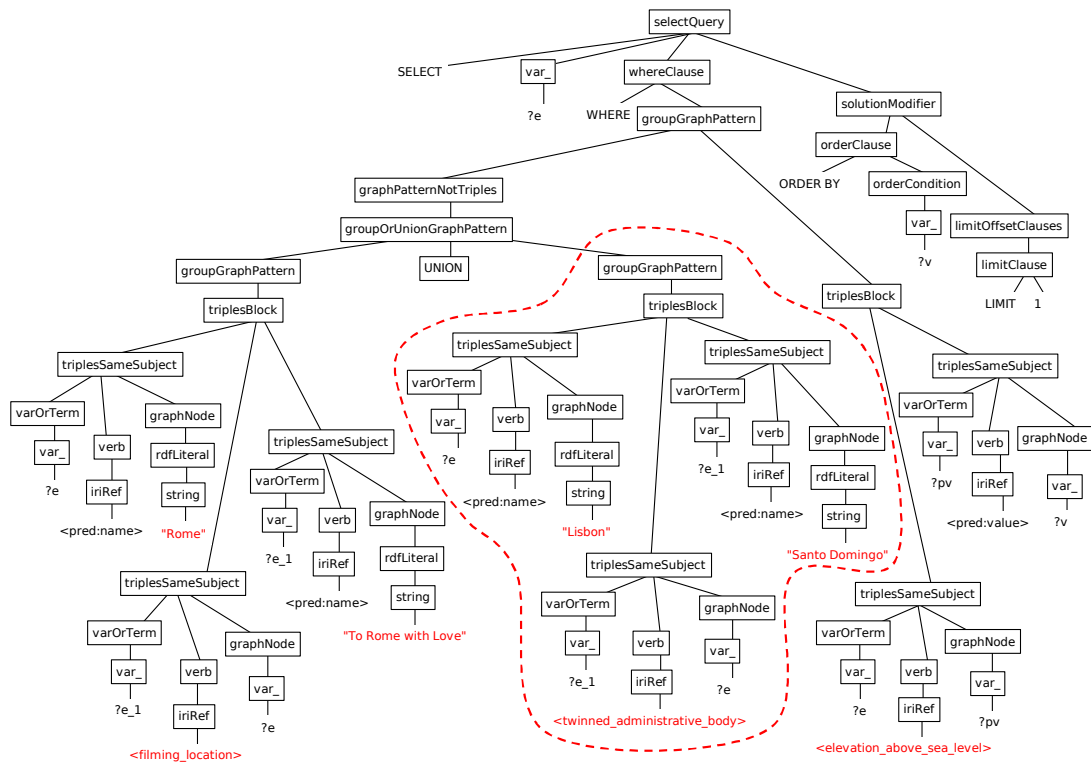 selectQuery
SELECT
var_
whereClause
?e
WHERE
solutionModifier
groupGraphPattern
orderClause
ORDER BY
orderCondition
graphPatternNotTriples
var_
limitOffsetClauses
groupOrUnionGraphPattern
?v
limitClause
groupGraphPattern
UNION
groupGraphPattern
LIMIT
1
triplesBlock
triplesBlock
triplesBlock
triplesSameSubject
triplesSameSubject
triplesSameSubject
triplesSameSubject
varOrTerm
graphNode
varOrTerm
graphNode
varOrTerm
varOrTerm
var_
verb
rdfLiteral
triplesSameSubject
var_
verb
rdfLiteral
var_
verb
graphNode
var_
verb
graphNode
?e
iriRef
string
varOrTerm
graphNode
?e
iriRef
string
?e_1
iriRef
rdfLiteral
?pv
iriRef
var_
<pred:name>
"Rome"
var_
verb
rdfLiteral
<pred:name>
"Lisbon"
<pred:name>
string
<pred:value>
?v
?e_1
iriRef
string
"Santo Domingo"
<pred:name>
"To Rome with Love"
triplesSameSubject
triplesSameSubject
triplesSameSubject
varOrTerm
graphNode
varOrTerm
graphNode
varOrTerm
graphNode
var_
verb
var_
var_
verb
var_
var_
verb
var_
?e_1
iriRef
?e
?e_1
iriRef
?e
?e
iriRef
?pv
<filming_location>
<twinned_administrative_body>
<elevation_above_sea_level>